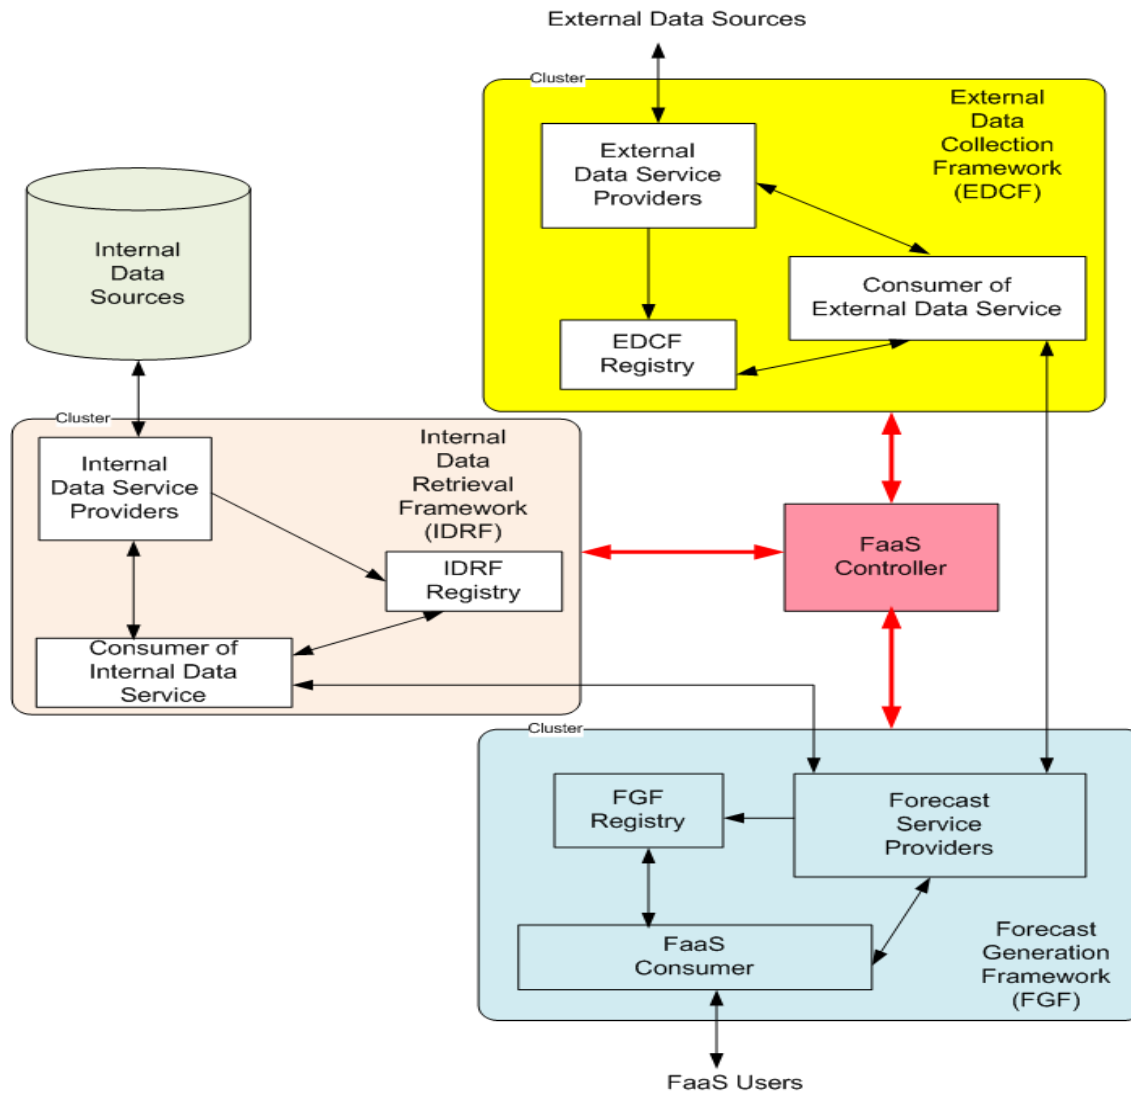 External Data Sources
Cluster
External
Data
Collection
Framework
(EDCF)
External
Data Service
Providers
Consumer of
External Data Service
EDCF
Registry
Internal
Data
Sources
Cluster
Internal
Data
Retrieval
Framework
(IDRF)
Internal
Data Service
Providers
IDRF
Registry
Consumer of
Internal Data
Service
FaaS
Controller
Cluster
FGF
Registry
Forecast
Service
Providers
FaaS
Consumer
Forecast
Generation
Framework
(FGF)
FaaS Users